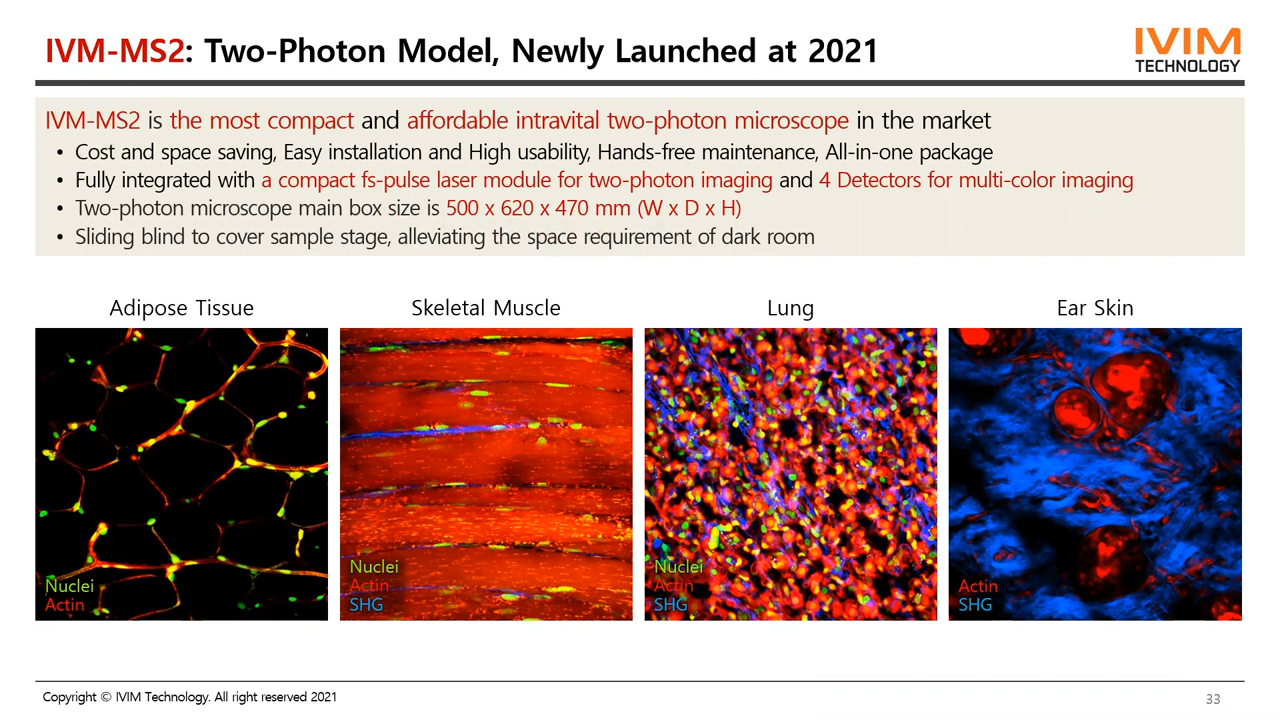 IVM-MS2: Two-Photon Model, Newly Launched at 2021
IVIM
TECHNOLOGY
IVM-MS2 is the most compact and affordable intravital two-photon microscope in the market
• Cost and space saving, Easy installation and High usability, Hands-free maintenance, All-in-one package
• Fully integrated with a compact fs-pulse laser module for two-photon imaging and 4 Detectors for multi-color imaging
• Two-photon microscope main box size is 500 x 620 x 470 mm (W x D x H)
• Sliding blind to cover sample stage, alleviating the space requirement of dark room
Adipose Tissue
Nuclei
Actin
Skeletal Muscle
Nuclei
Actin
SHG
Lung
Nuclei
Actin
SHG
Ear Skin
Actin
SHG
Copyright © IVIM Technology. All right reserved 2021
33